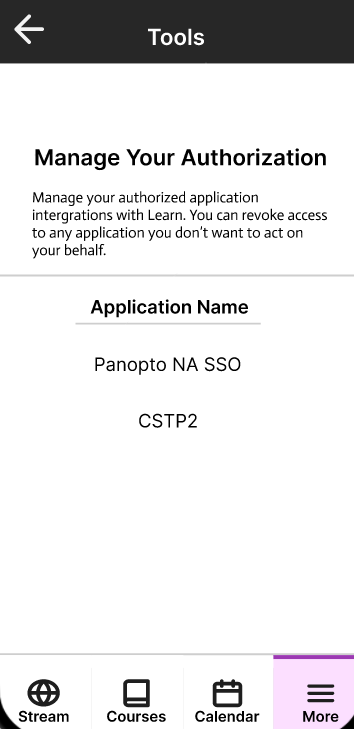 Tools
Manage Your Authorization
Manage your authorized application
intergrations with Learn. You can revoke access
to any application you don't want to act on
your behalf.
Application Name
Panopto NA SSO
CSTP2
Stream
Courses
Calendar
More